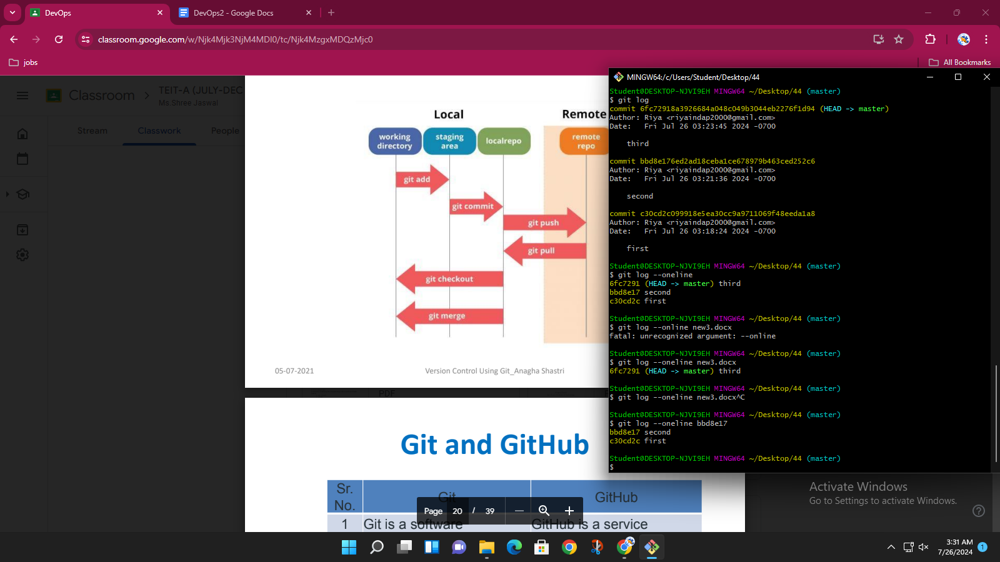 DevOps
DevOps2 - Google Docs
classroom.google.com/w/Njk4Mjk3NjM4MDI0/tc/Njk4MzgxMDQzMjc0
jobs
All Bookmarks
Classroom
TEIT-A (JULY-DEC
Ms.Shree Jaswal
Stream
Classwork
People
Local
Remote
working directory
staging area
localrepo
remote repo
git add
git commit
git push
git pull
git checkout
git merge
05-07-2021
Version Control Using Git_Anagha Shastri
PDF
Git and GitHub
Sr. No.
Git
GitHub
1
Git is a software
GitHub is a service
Page 20 / 39
MINGW64:/c/Users/Student/Desktop/44
Student@DESKTOP-NJVI9EH MINGW64 ~/Desktop/44 (master)
$ git log
commit 6fc72918a3926684a048c049b3044eb2276f1d94 (HEAD -> master)
Author: Riya <riyaindap2000@gmail.com>
Date:   Fri Jul 26 03:23:45 2024 -0700
third
commit bbd8e176ed2ad18ceba1ce678979b463ced252c6
Author: Riya <riyaindap2000@gmail.com>
Date:   Fri Jul 26 03:21:36 2024 -0700
second
commit c30cd2c099918e5ea30cc9a9711069f48eeda1a8
Author: Riya <riyaindap2000@gmail.com>
Date:   Fri Jul 26 03:18:24 2024 -0700
first
Student@DESKTOP-NJVI9EH MINGW64 ~/Desktop/44 (master)
$ git log --oneline
6fc7291 (HEAD -> master) third
bbd8e17 second
c30cd2c first
Student@DESKTOP-NJVI9EH MINGW64 ~/Desktop/44 (master)
$ git log --online new3.docx
fatal: unrecognized argument: --online
Student@DESKTOP-NJVI9EH MINGW64 ~/Desktop/44 (master)
$ git log --oneline new3.docx
6fc7291 (HEAD -> master) third
Student@DESKTOP-NJVI9EH MINGW64 ~/Desktop/44 (master)
$ git log --oneline new3.docx^C
Student@DESKTOP-NJVI9EH MINGW64 ~/Desktop/44 (master)
$ git log --oneline bbd8e17
bbd8e17 second
c30cd2c first
Student@DESKTOP-NJVI9EH MINGW64 ~/Desktop/44 (master)
$
Activate Windows
Go to Settings to activate Windows.
3:31 AM
7/26/2024
1